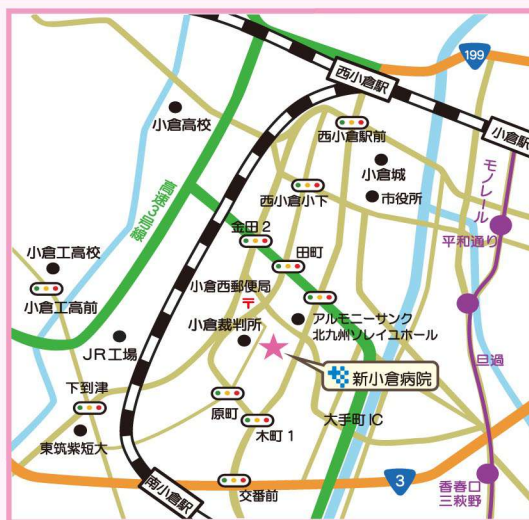 199
西小倉駅
小倉駅
小倉高校
西小倉駅前
小倉城
市役所
モノレール
高速3号線
西小倉小下
平和通り
金田2
田町
小倉工高校
小倉工高前
小倉西郵便局
〒
小倉裁判所
アルモニーサンク
北九州ソレイユホール
旦過
JR工場
新小倉病院
下到津
原町
木町1
大手町IC
東筑紫短大
交番前
3
香春口
三萩野
南小倉駅